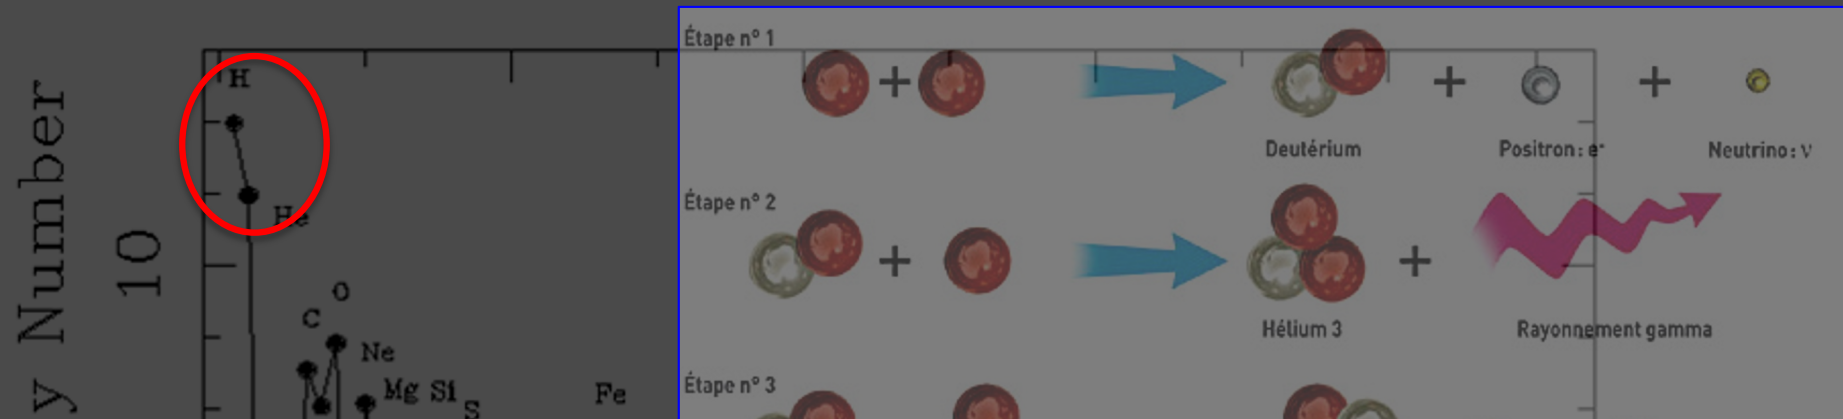 y Number
10
H
He
O
C
Ne
Mg Si
S
Fe
Étape n° 1
+ + +
Deutérium Positron : e⁺ Neutrino : ν
Étape n° 2
+ +
Hélium 3 Rayonnement gamma
Étape n° 3